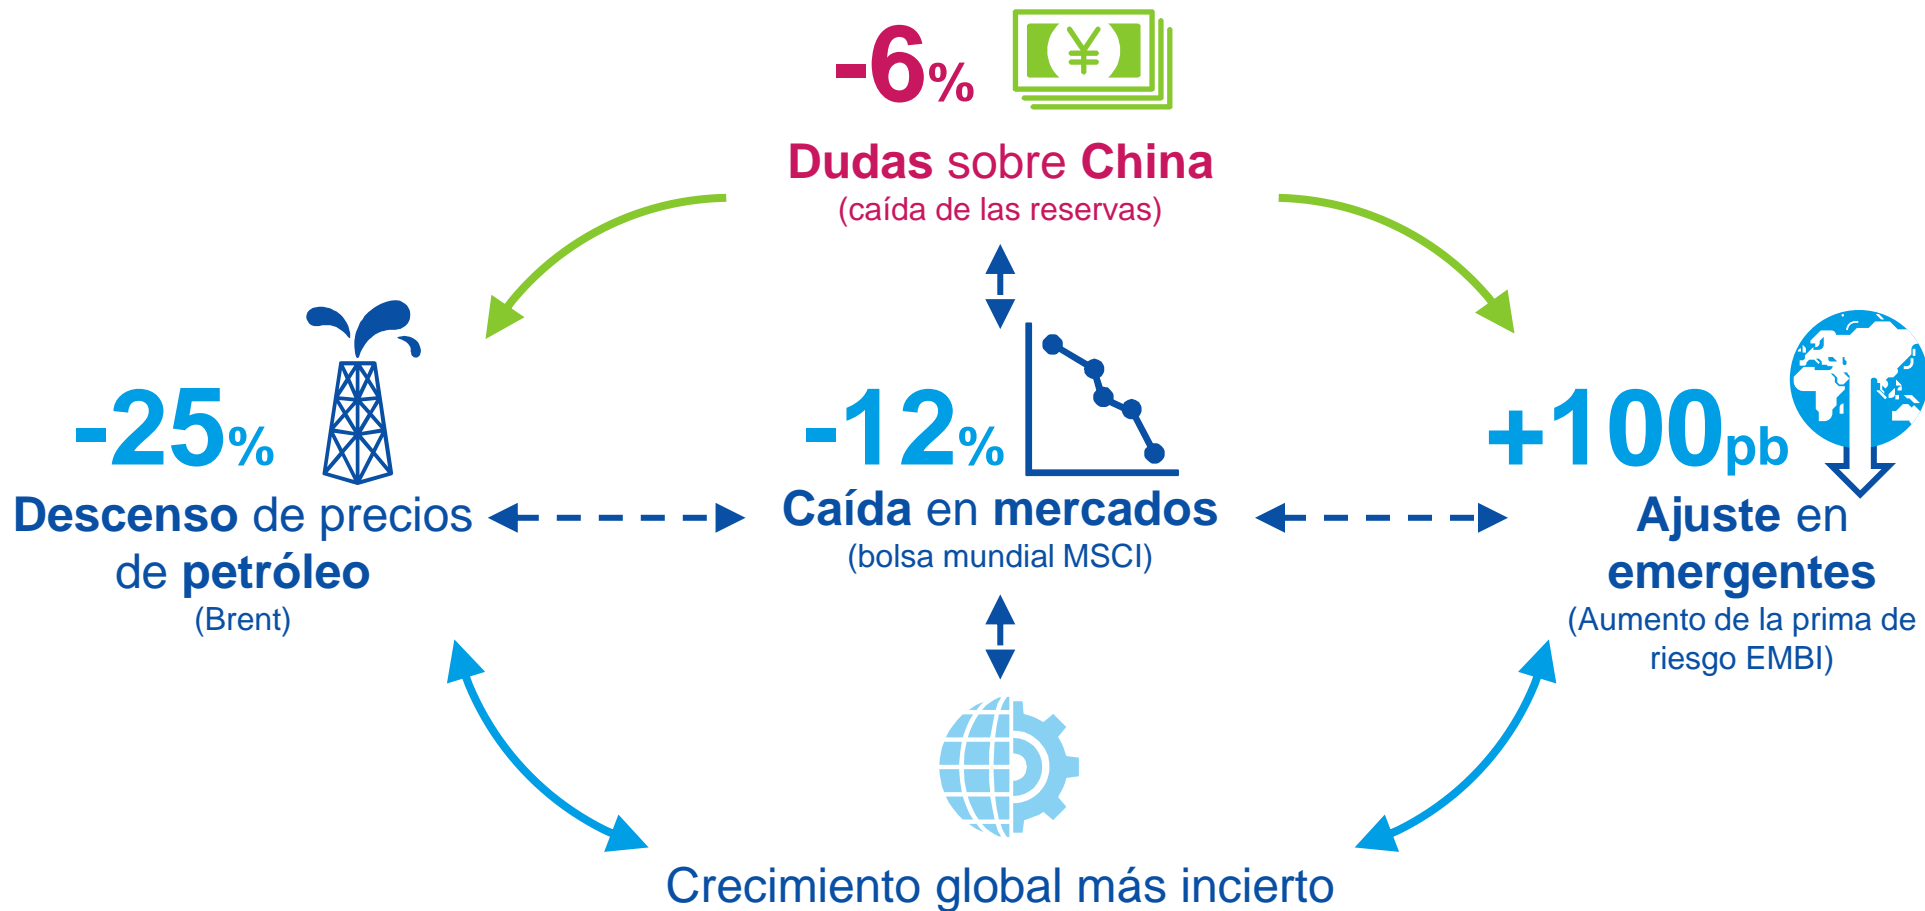 -6%
¥
Dudas sobre China
(caída de las reservas)
-25%
Descenso de precios
de petróleo
(Brent)
-12%
Caída en mercados
(bolsa mundial MSCI)
+100pb
Ajuste en
emergentes
(Aumento de la prima de
riesgo EMBI)
Crecimiento global más incierto